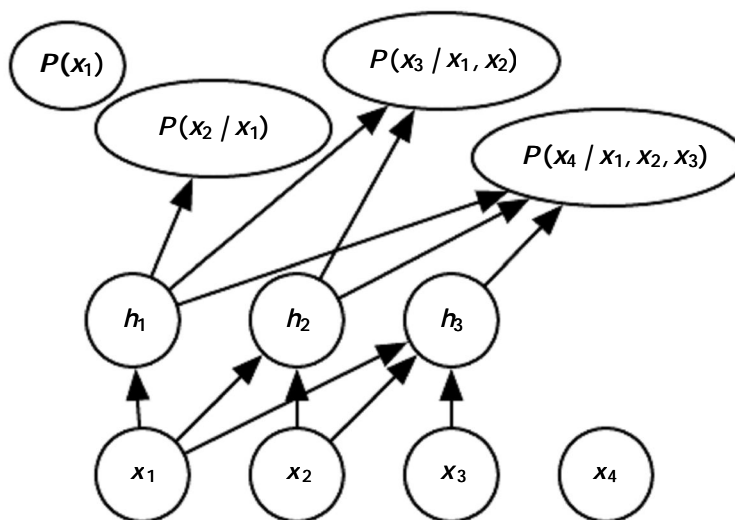 P(x₁)
P(x₃ / x₁, x₂)
P(x₂ / x₁)
P(x₄ / x₁, x₂, x₃)
h₁
h₂
h₃
x₁
x₂
x₃
x₄